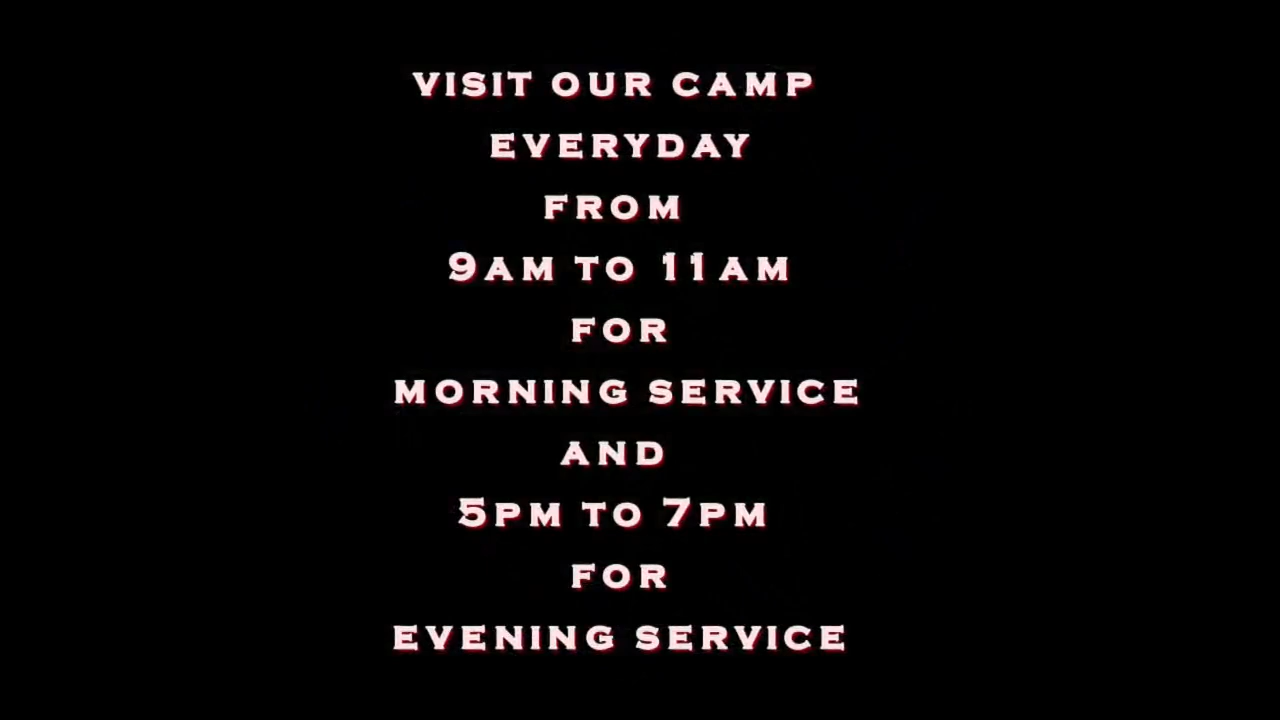 VISIT OUR CAMP
EVERYDAY
FROM
9AM TO 11AM
FOR
MORNING SERVICE
AND
5PM TO 7PM
FOR
EVENING SERVICE